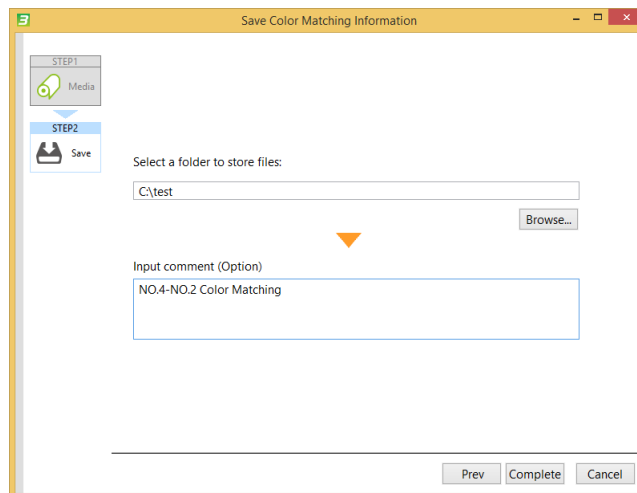 Save Color Matching Information
STEP1
Media
STEP2
Save
Select a folder to store files:
C:\test
Browse...
Input comment (Option)
NO.4-NO.2 Color Matching
Prev Complete Cancel